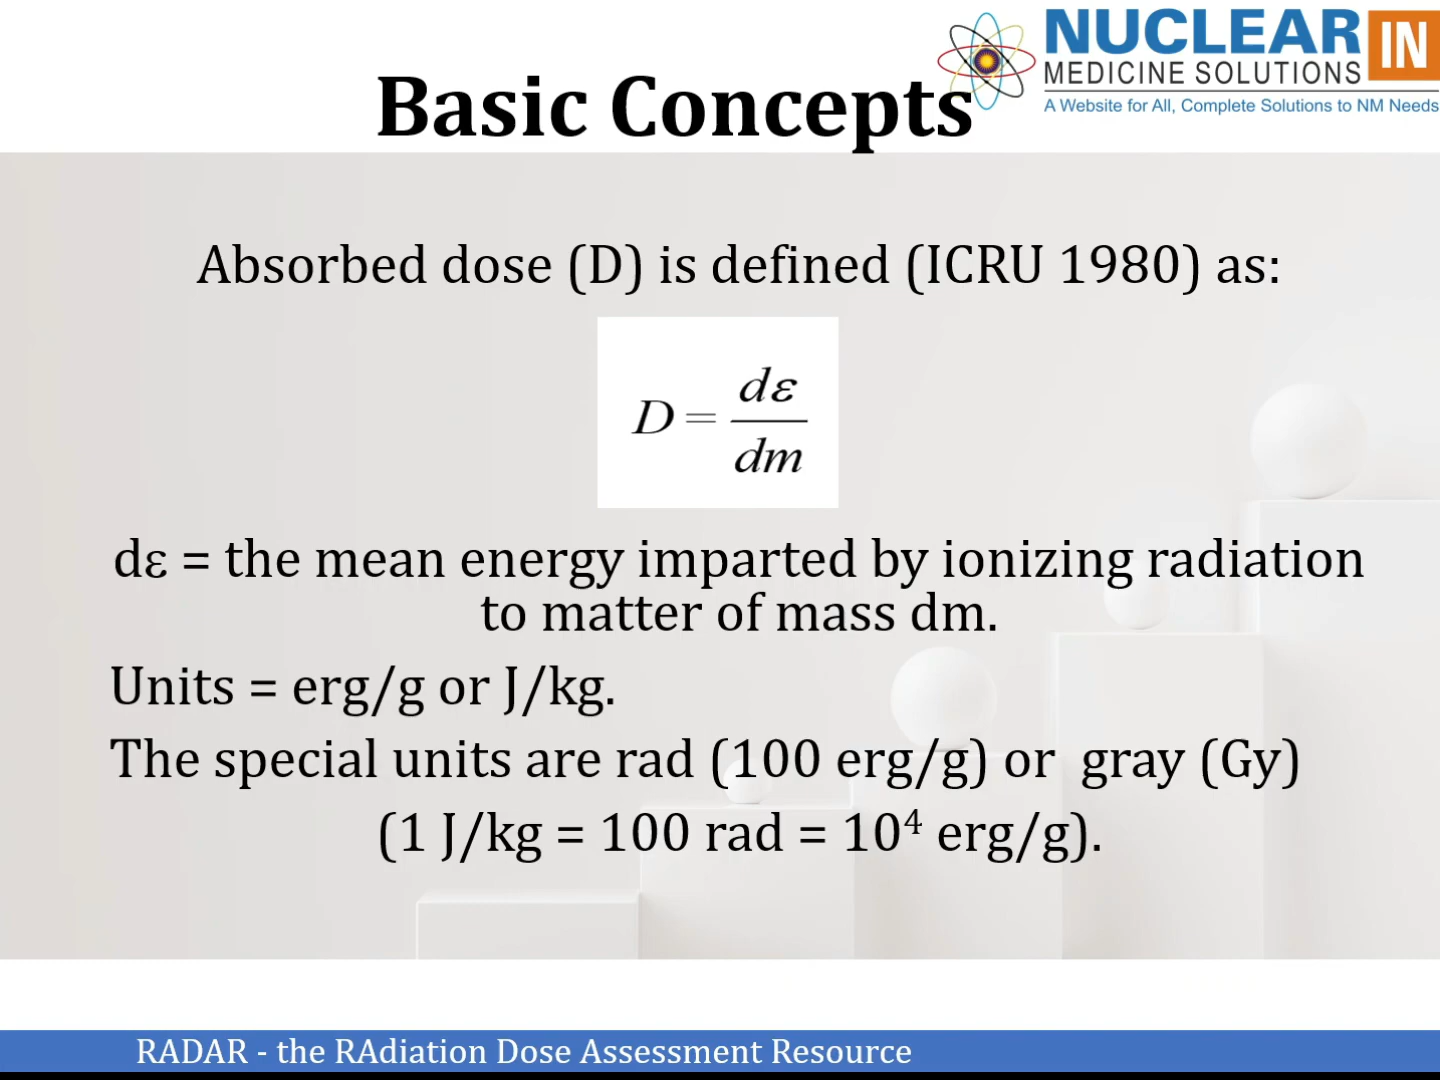 NUCLEAR IN
MEDICINE SOLUTIONS
A Website for All, Complete Solutions to NM Needs
Basic Concepts
Absorbed dose (D) is defined (ICRU 1980) as:
D = dε/dm
dε = the mean energy imparted by ionizing radiation
to matter of mass dm.
Units = erg/g or J/kg.
The special units are rad (100 erg/g) or gray (Gy)
(1 J/kg = 100 rad = 10⁴ erg/g).
RADAR - the RAdiation Dose Assessment Resource